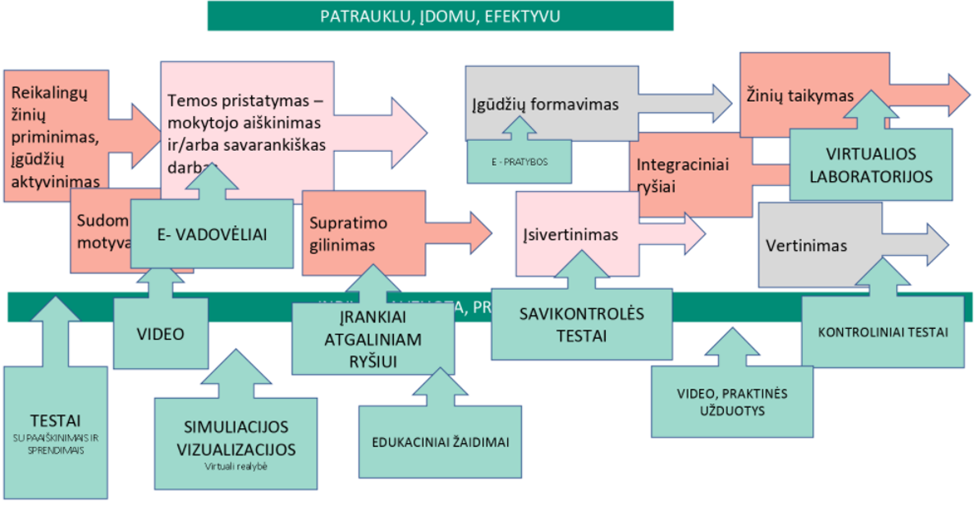 PATRAUKLU, ĮDOMU, EFEKTYVU
Reikalingų
žinių
priminimas,
įgūdžių
aktyvinimas
Temos pristatymas –
mokytojo aiškinimas
ir/arba savarankiškas
Įgūdžių formavimas
E - PRATYBOS
Žinių taikymas
VIRTUALIOS
LABORATORIJOS
Integraciniai
ryšiai
E- VADOVĖLIAI
Supratimo
gilinimas
Įsivertinimas
Vertinimas
VIDEO
ĮRANKIAI
ATGALINIAM
RYŠIUI
SAVIKONTROLĖS
TESTAI
KONTROLINIAI TESTAI
TESTAI
SU PAAIŠKINIMAIS IR
SPRENDIMAIS
SIMULIACIJOS
VIZUALIZACIJOS
Virtuali realybė
EDUKACINIAI ŽAIDIMAI
VIDEO, PRAKTINĖS
UŽDUOTYS